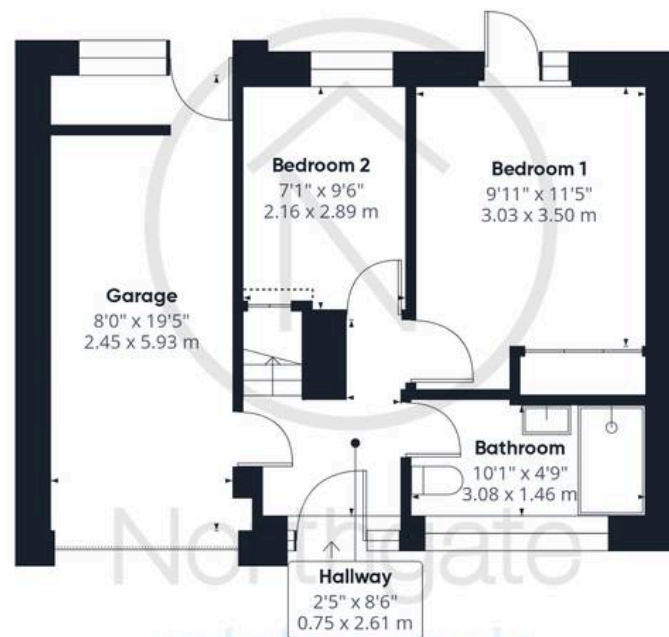 Bedroom 2
7'1" x 9'6"
2.16 x 2.89 m
Bedroom 1
9'11" x 11'5"
3.03 x 3.50 m
Garage
8'0" x 19'5"
2.45 x 5.93 m
Bathroom
10'1" x 4'9"
3.08 x 1.46 m
Northgate
Hallway
2'5" x 8'6"
0.75 x 2.61 m